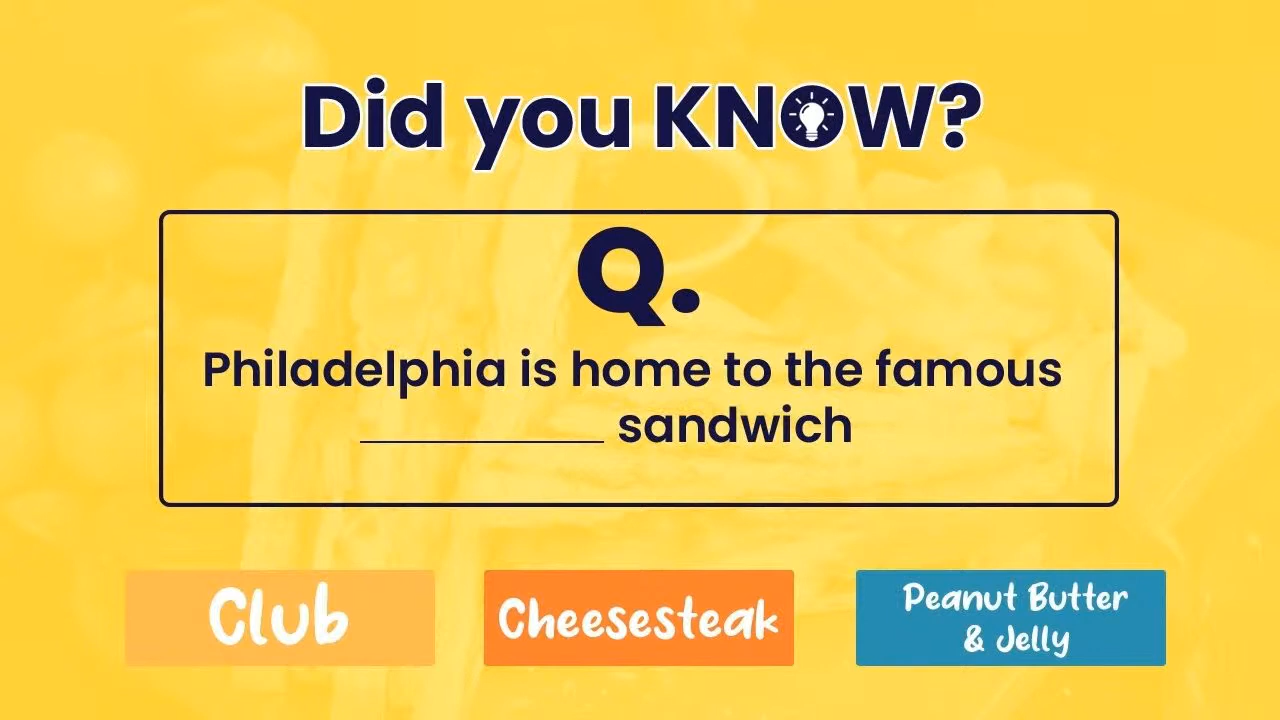 Did you KNOW?
Q.
Philadelphia is home to the famous
__________ sandwich
Club
Cheesesteak
Peanut Butter
& Jelly